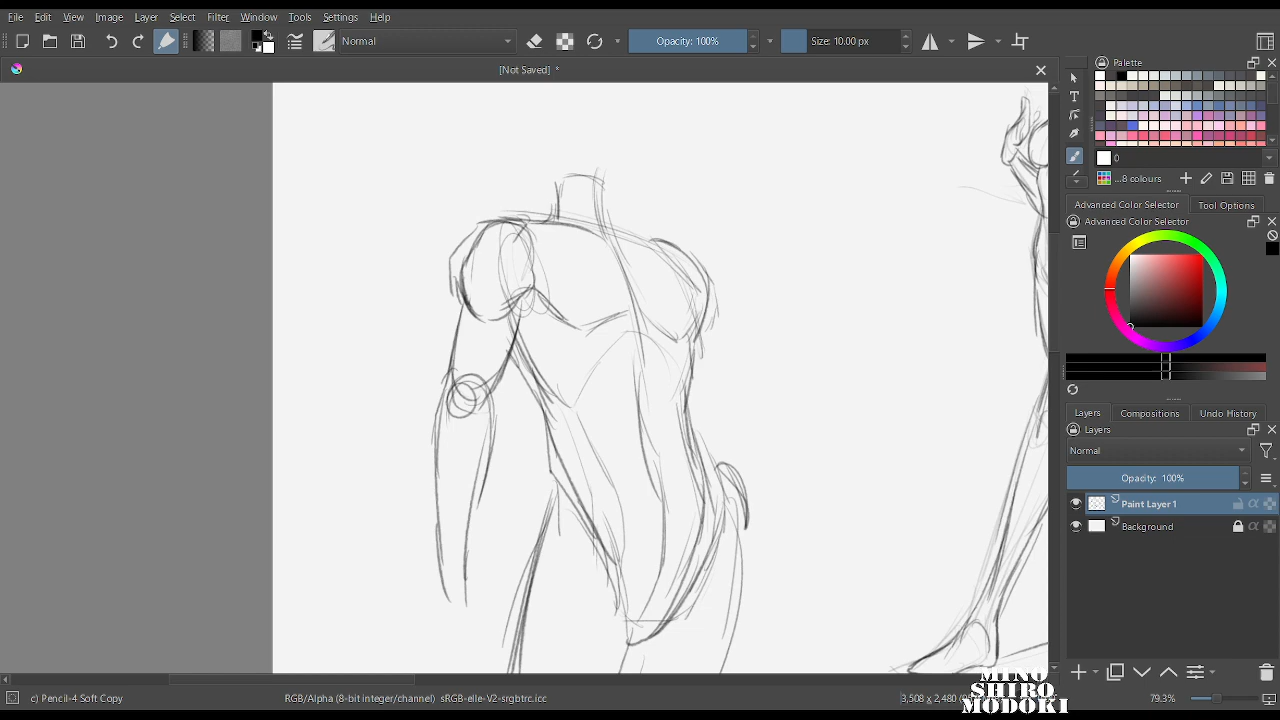 File Edit View Image Layer Select Filter Window Tools Settings Help
Normal Opacity: 100% Size: 10.00 px
[Not Saved] *
Palette
0
...8 colours
Advanced Color Selector Tool Options
Advanced Color Selector
Layers Compositions Undo History
Layers
Normal
Opacity: 100%
Paint Layer 1
Background
c) Pencil-4 Soft Copy RGB/Alpha (8-bit integer/channel) sRGB-elle-V2-srgbtrc.icc 3,508 x 2,480 79.3%
MINO
SHIRO
MODOKI